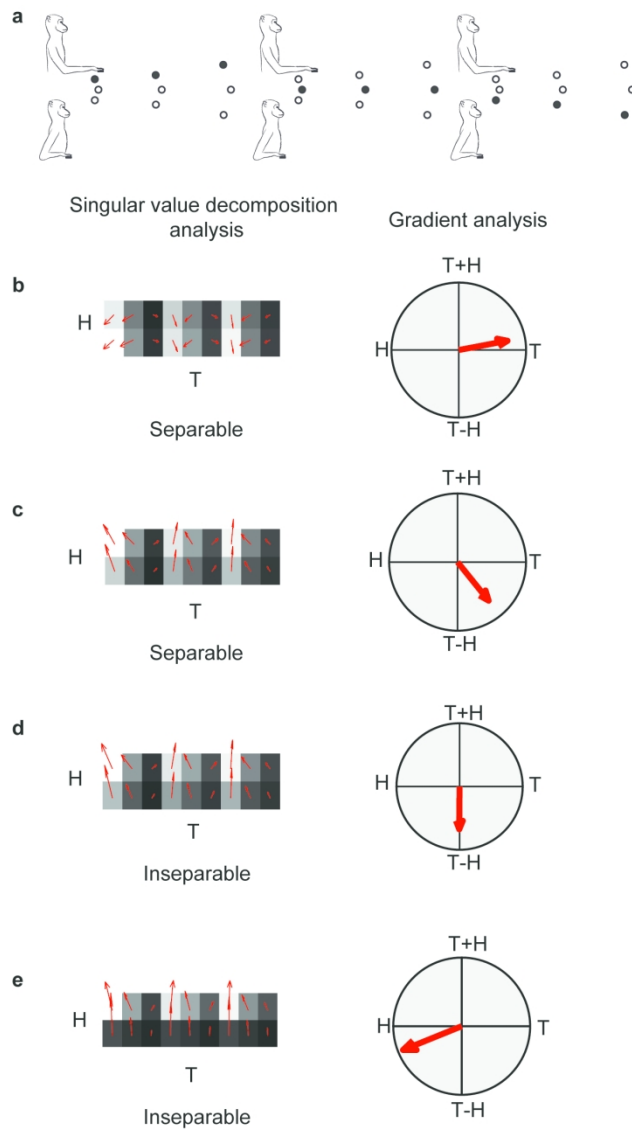 a
Singular value decomposition
analysis
Gradient analysis
b
H
T
Separable
T+H
H
T
T-H
c
H
T
Separable
T+H
H
T
T-H
d
H
T
Inseparable
T+H
H
T
T-H
e
H
T
Inseparable
T+H
H
T
T-H